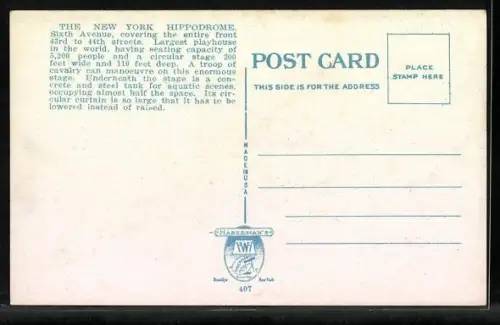 THE NEW YORK HIPPODROME,
Sixth Avenue, covering the entire front
43rd to 44th streets. Largest playhouse
in the world, having seating capacity of
5,200 people and a circular stage 200
feet wide and 110 feet deep. A troop of
cavalry can manoeuvre on this enormous
stage. Underneath the stage is a con-
crete and steel tank for aquatic scenes,
occupying almost half the space. Its cir-
cular curtain is so large that it has to be
lowered instead of raised.
POST CARD
THIS SIDE IS FOR THE ADDRESS
PLACE
STAMP HERE
MADE IN USA
HABERMAN'S
Brooklyn New York
407